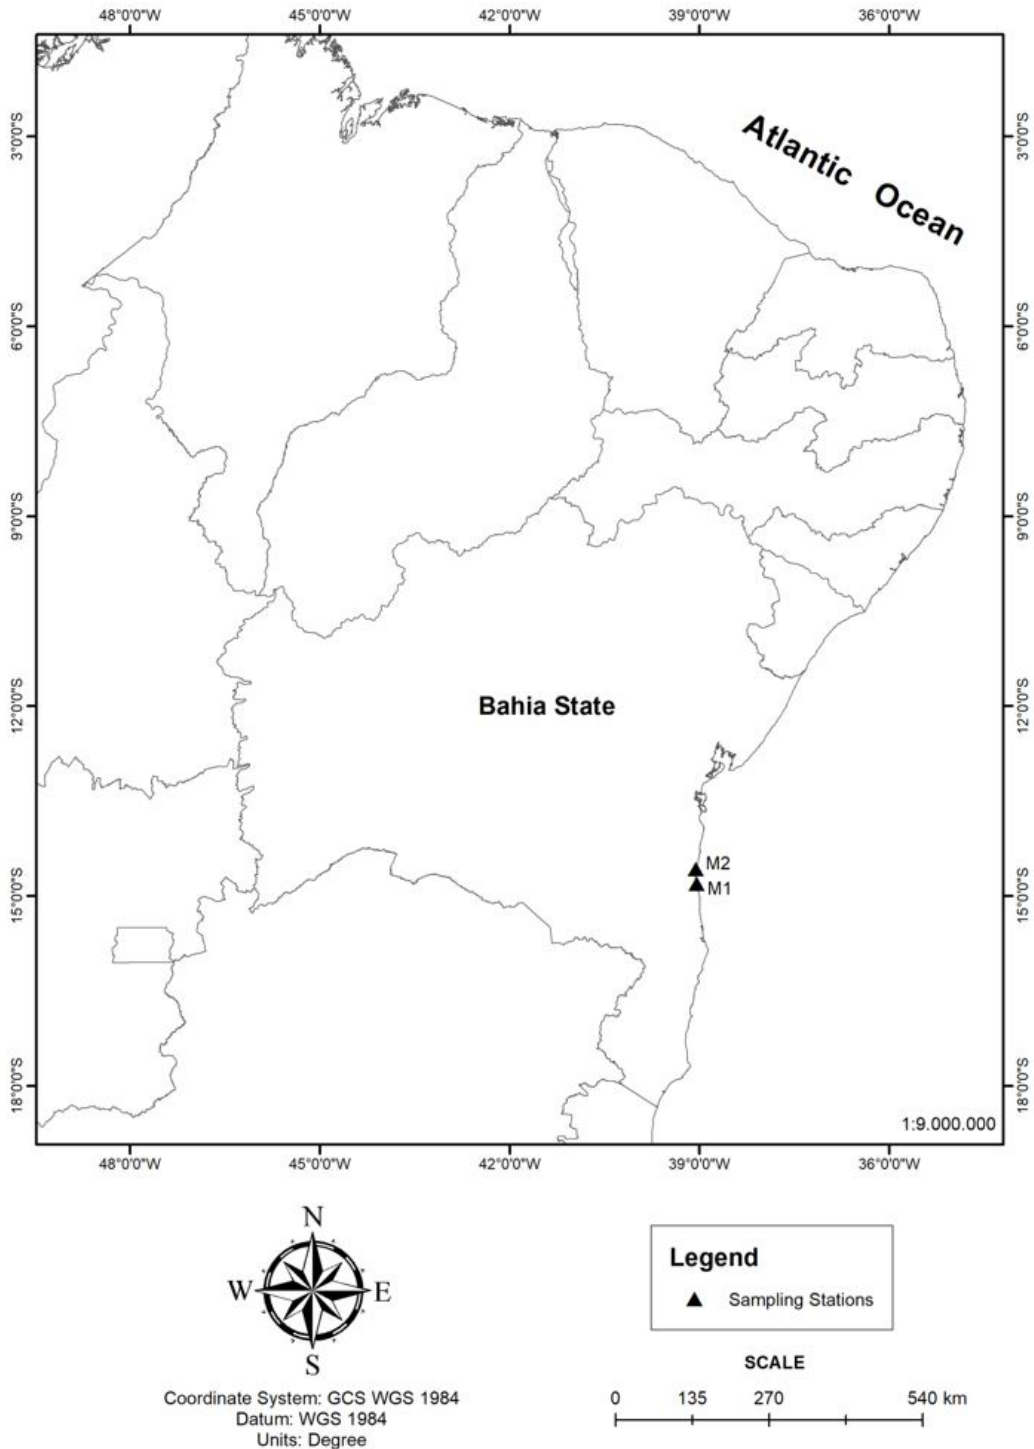 48°0'0"W 45°0'0"W 42°0'0"W 39°0'0"W 36°0'0"W
3°0'0"S
6°0'0"S
9°0'0"S
12°0'0"S
15°0'0"S
18°0'0"S
Atlantic Ocean
Bahia State
M2
M1
3°0'0"S
6°0'0"S
9°0'0"S
12°0'0"S
15°0'0"S
18°0'0"S
1:9.000.000
48°0'0"W 45°0'0"W 42°0'0"W 39°0'0"W 36°0'0"W
N
W E
S
Coordinate System: GCS WGS 1984
Datum: WGS 1984
Units: Degree
Legend
Sampling Stations
SCALE
0 135 270 540 km